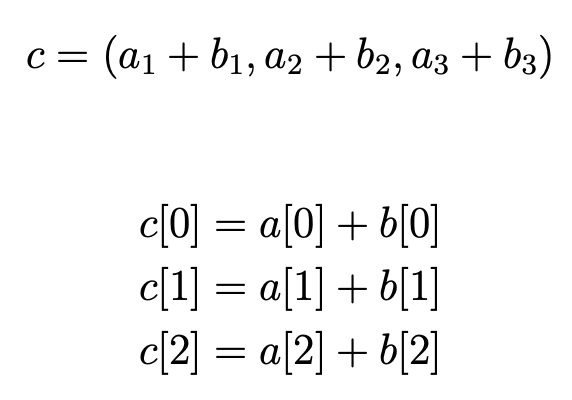 c = (a₁ + b₁, a₂ + b₂, a₃ + b₃)
c[0] = a[0] + b[0]
c[1] = a[1] + b[1]
c[2] = a[2] + b[2]